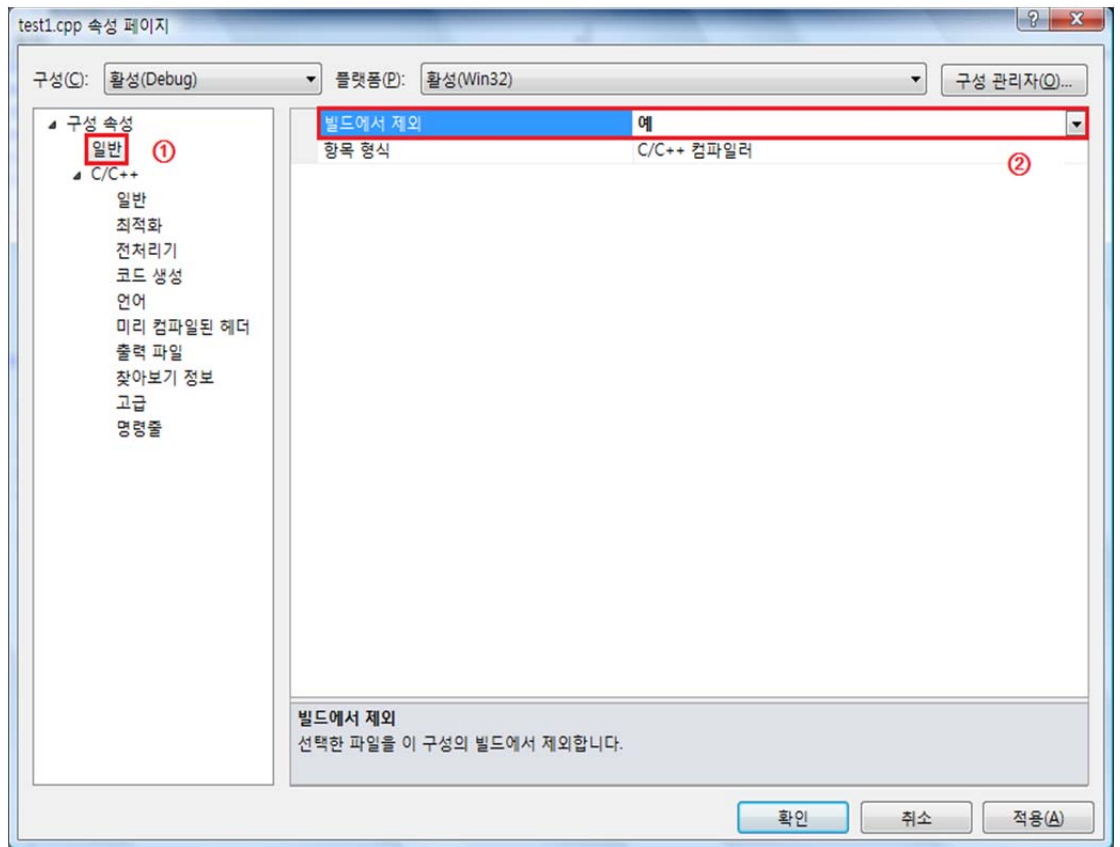 test1.cpp 속성 페이지
구성(C): 활성(Debug) 플랫폼(P): 활성(Win32) 구성 관리자(O)...
구성 속성
일반 ①
C/C++
일반
최적화
전처리기
코드 생성
언어
미리 컴파일된 헤더
출력 파일
찾아보기 정보
고급
명령줄
빌드에서 제외 예
항목 형식 C/C++ 컴파일러
②
빌드에서 제외
선택한 파일을 이 구성의 빌드에서 제외합니다.
확인 취소 적용(A)